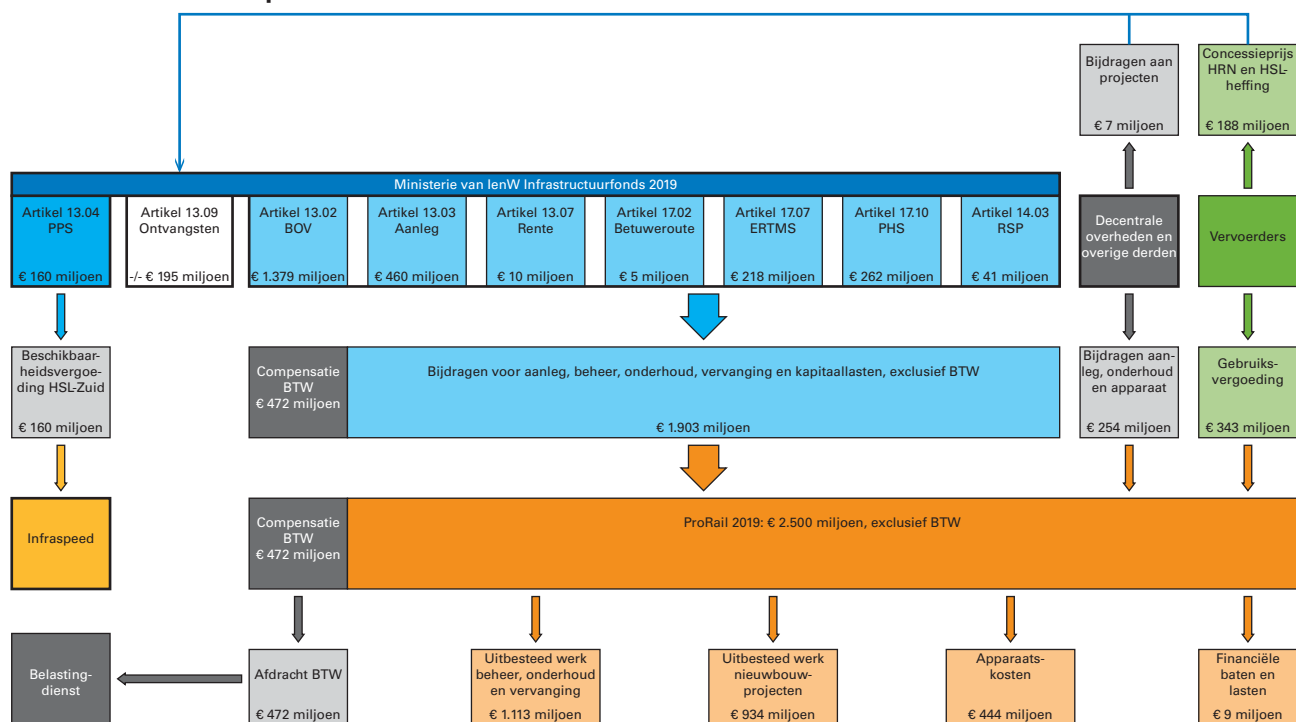 Bijdragen aan
projecten
€ 7 miljoen
Concessieprijs
HRN en HSL-
heffing
€ 188 miljoen
Ministerie van IenW Infrastructuurfonds 2019
Artikel 13.04
PPS
€ 160 miljoen
Artikel 13.09
Ontvangsten
-/- € 195 miljoen
Artikel 13.02
BOV
€ 1.379 miljoen
Artikel 13.03
Aanleg
€ 460 miljoen
Artikel 13.07
Rente
€ 10 miljoen
Artikel 17.02
Betuweroute
€ 5 miljoen
Artikel 17.07
ERTMS
€ 218 miljoen
Artikel 17.10
PHS
€ 262 miljoen
Artikel 14.03
RSP
€ 41 miljoen
Decentrale
overheden en
overige derden
Vervoerders
Beschikbaar-
heidsvergoe-
ding HSL-Zuid
€ 160 miljoen
Compensatie
BTW
€ 472 miljoen
Bijdragen voor aanleg, beheer, onderhoud, vervanging en kapitaallasten, exclusief BTW
€ 1.903 miljoen
Bijdragen aan-
leg, onderhoud
en apparaat
€ 254 miljoen
Gebruiks-
vergoeding
€ 343 miljoen
Infraspeed
Compensatie
BTW
€ 472 miljoen
ProRail 2019: € 2.500 miljoen, exclusief BTW
Belasting-
dienst
Afdracht BTW
€ 472 miljoen
Uitbesteed werk
beheer, onderhoud
en vervanging
€ 1.113 miljoen
Uitbesteed werk
nieuwbouw-
projecten
€ 934 miljoen
Apparaats-
kosten
€ 444 miljoen
Financiële
baten en
lasten
€ 9 miljoen